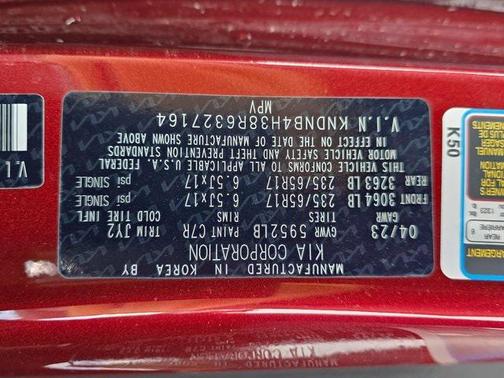 MANUFACTURED IN KOREA BY
KIA CORPORATION
04/23 GVWR 5952LB PAINT C7R TRIM JY2
GAWR TIRES RIMS COLD TIRE INFL
FRONT 3064 LB 235/65R17 6.5Jx17 psi SINGLE
REAR 3263 LB 235/65R17 6.5Jx17 psi SINGLE
THIS VEHICLE CONFORMS TO ALL APPLICABLE U.S.A. FEDERAL
MOTOR VEHICLE SAFETY AND THEFT PREVENTION STANDARDS
IN EFFECT ON THE DATE OF MANUFACTURE SHOWN ABOVE
V.I.N KNDNB4H38R6327164
MPV
K50
REAR
ARRIÈRE 6
V.I